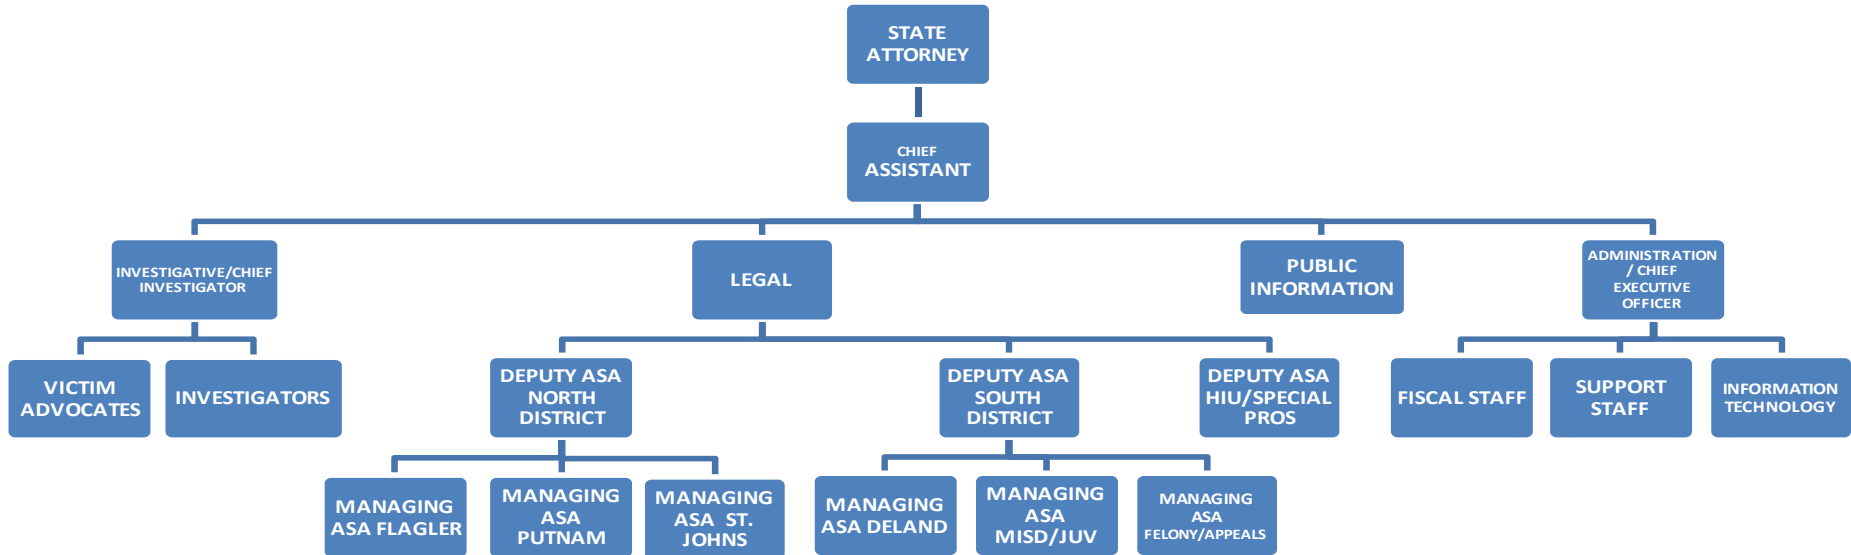 STATE
ATTORNEY
CHIEF
ASSISTANT
INVESTIGATIVE/CHIEF
INVESTIGATOR
LEGAL
PUBLIC
INFORMATION
ADMINISTRATION
/ CHIEF
EXECUTIVE
OFFICER
VICTIM
ADVOCATES
INVESTIGATORS
DEPUTY ASA
NORTH
DISTRICT
DEPUTY ASA
SOUTH
DISTRICT
DEPUTY ASA
HIU/SPECIAL
PROS
FISCAL STAFF
SUPPORT
STAFF
INFORMATION
TECHNOLOGY
MANAGING
ASA FLAGLER
MANAGING
ASA
PUTNAM
MANAGING
ASA ST.
JOHNS
MANAGING
ASA DELAND
MANAGING
ASA
MISD/JUV
MANAGING
ASA
FELONY/APPEALS